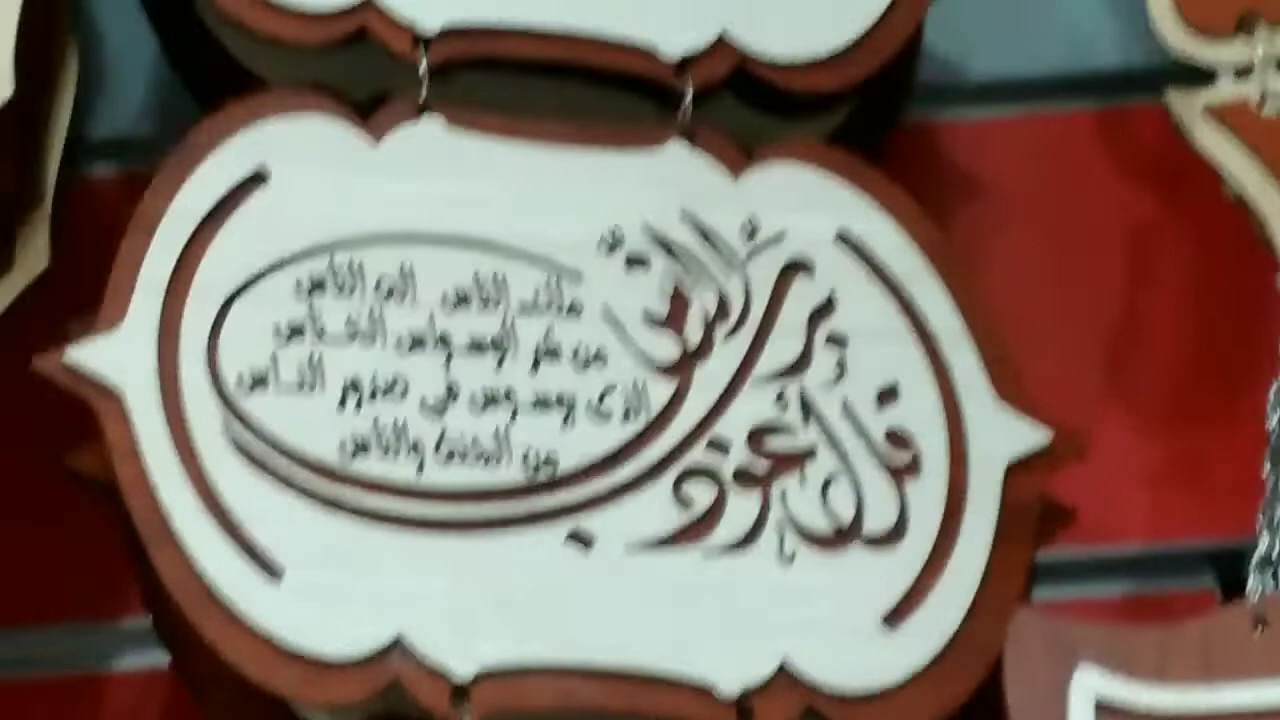 قل أعوذ برب الناس
ملك الناس إله الناس
من شر الوسواس الخناس
الذي يوسوس في صدور الناس
من الجنة والناس